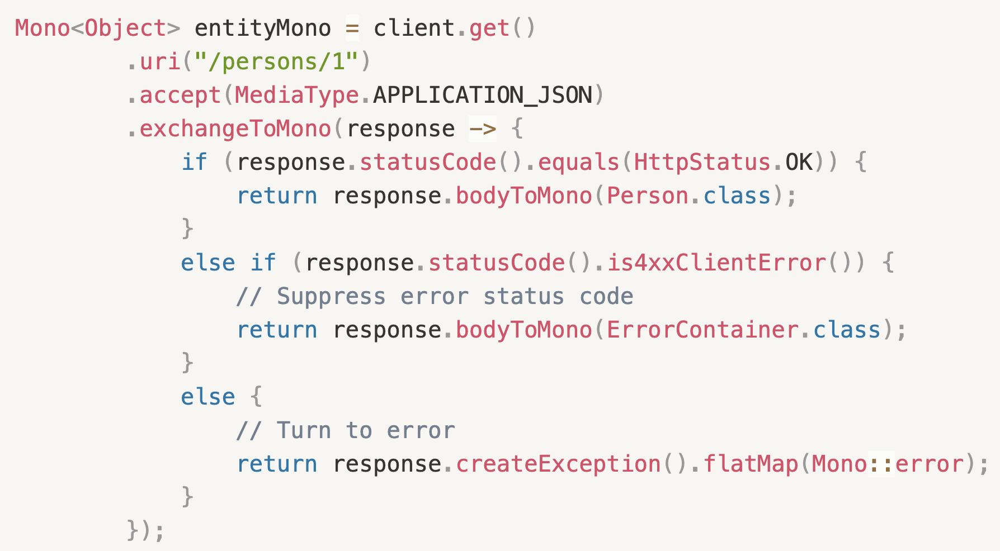 Mono<Object> entityMono = client.get()
        .uri("/persons/1")
        .accept(MediaType.APPLICATION_JSON)
        .exchangeToMono(response -> {
            if (response.statusCode().equals(HttpStatus.OK)) {
                return response.bodyToMono(Person.class);
            }
            else if (response.statusCode().is4xxClientError()) {
                // Suppress error status code
                return response.bodyToMono(ErrorContainer.class);
            }
            else {
                // Turn to error
                return response.createException().flatMap(Mono::error);
            }
        });